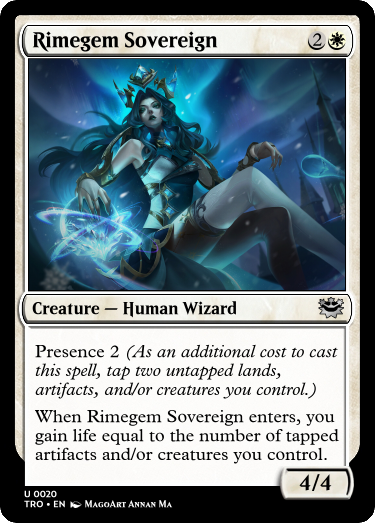 Rimegem Sovereign 2
Creature — Human Wizard
Presence 2 (As an additional cost to cast
this spell, tap two untapped lands,
artifacts, and/or creatures you control.)
When Rimegem Sovereign enters, you
gain life equal to the number of tapped
artifacts and/or creatures you control.
4/4
U 0020
TRO • EN MagoArt Annan Ma